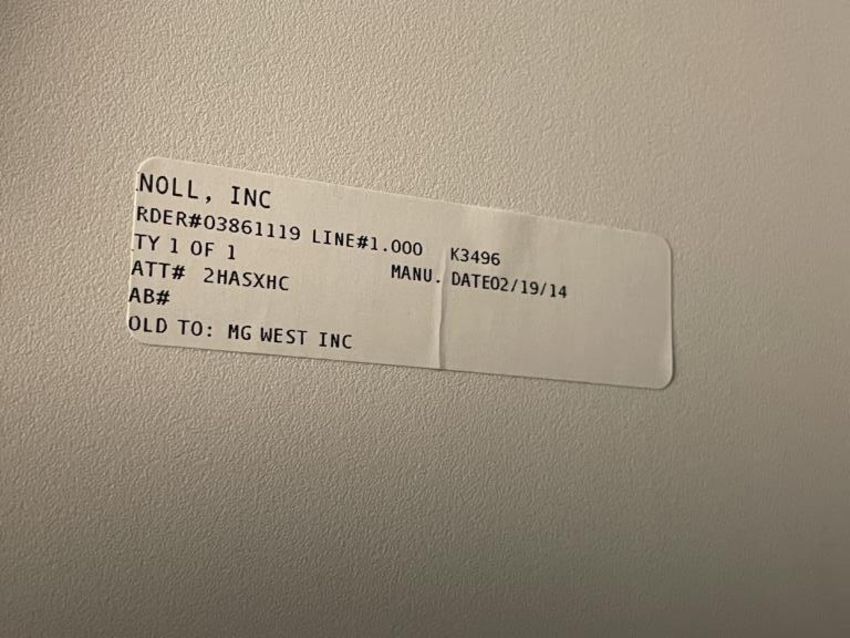 NOLL, INC
RDER#03861119 LINE#1.000 K3496
TY 1 OF 1 MANU. DATE02/19/14
ATT# 2HASXHC
AB#
OLD TO: MG WEST INC